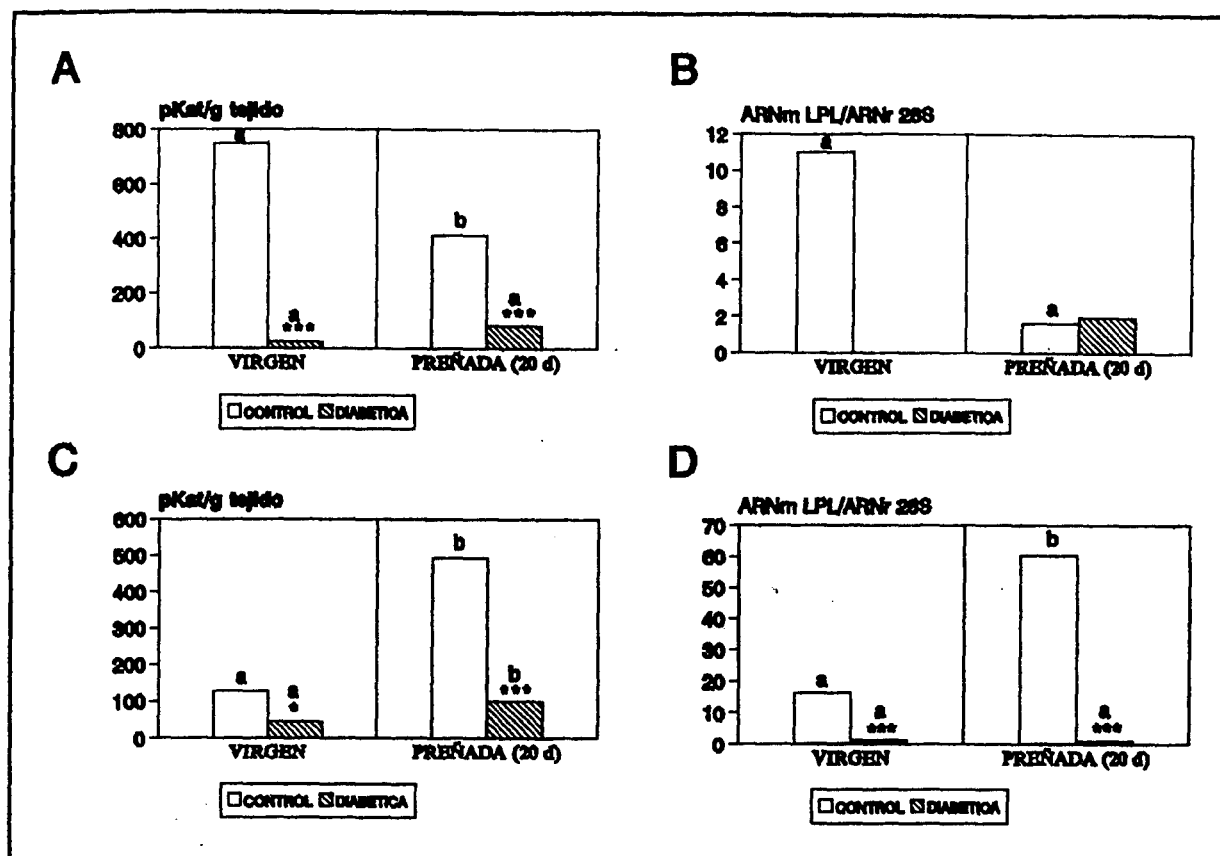 A
pKat/g tejido
800
600
400
200
0
a
a
***
b
a
***
VIRGEN
PREÑADA (20 d)
CONTROL DIABETICA
B
ARNm LPL/ARNr 28S
12
10
8
6
4
2
0
a
a
VIRGEN
PREÑADA (20 d)
CONTROL DIABETICA
C
pKat/g tejido
600
500
400
300
200
100
0
a
a
*
b
b
***
VIRGEN
PREÑADA (20 d)
CONTROL DIABETICA
D
ARNm LPL/ARNr 28S
70
60
50
40
30
20
10
0
a
a
***
b
a
***
VIRGEN
PREÑADA (20 d)
CONTROL DIABETICA